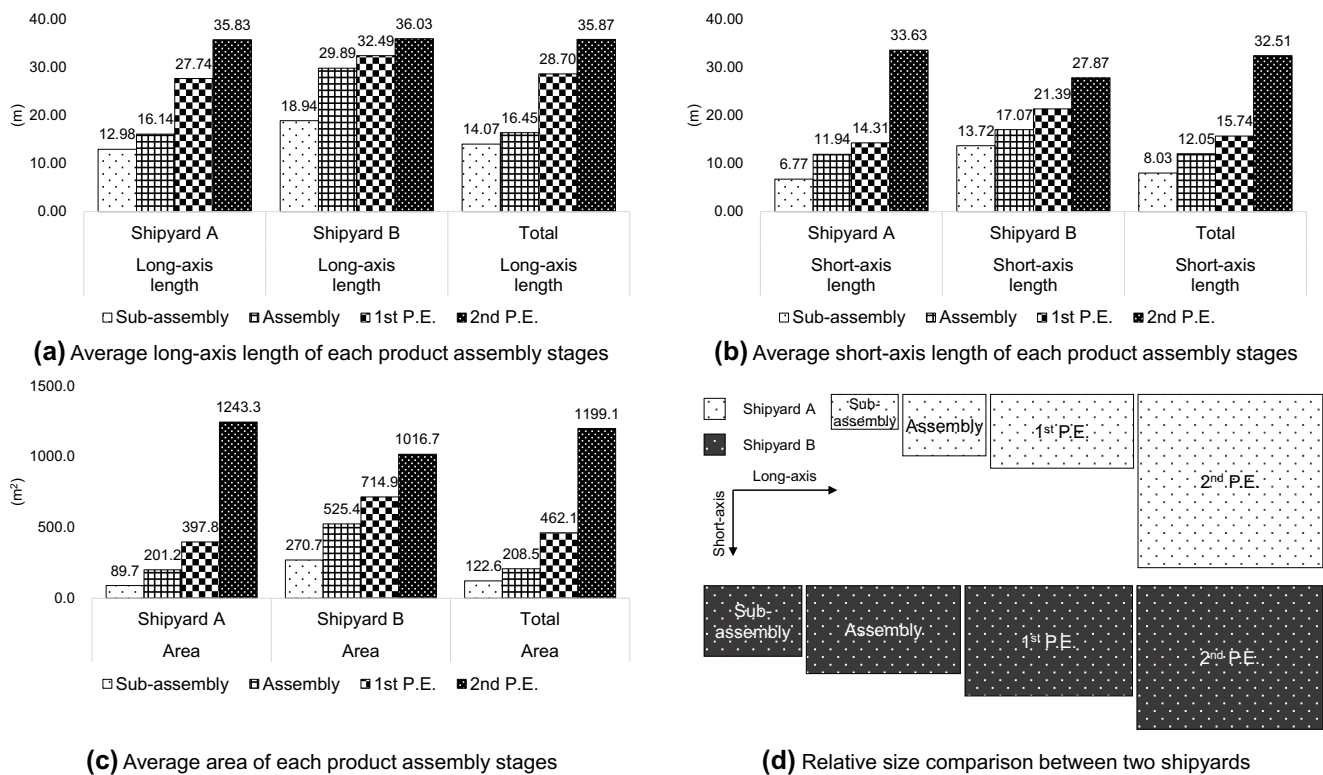 40.00
30.00
20.00
10.00
0.00
(m)
12.98
16.14
27.74
35.83
18.94
29.89
32.49
36.03
14.07
16.45
28.70
35.87
Shipyard A
Shipyard B
Total
Long-axis
length
Long-axis
length
Long-axis
length
Sub-assembly
Assembly
1st P.E.
2nd P.E.
(a) Average long-axis length of each product assembly stages
40.00
30.00
20.00
10.00
0.00
(m)
6.77
11.94
14.31
33.63
13.72
17.07
21.39
27.87
8.03
12.05
15.74
32.51
Shipyard A
Shipyard B
Total
Short-axis
length
Short-axis
length
Short-axis
length
Sub-assembly
Assembly
1st P.E.
2nd P.E.
(b) Average short-axis length of each product assembly stages
1500.0
1000.0
500.0
0.0
(m²)
89.7
201.2
397.8
1243.3
270.7
525.4
714.9
1016.7
122.6
208.5
462.1
1199.1
Shipyard A
Shipyard B
Total
Area
Area
Area
Sub-assembly
Assembly
1st P.E.
2nd P.E.
(c) Average area of each product assembly stages
Shipyard A
Shipyard B
Long-axis
Short-axis
Sub-
assembly
Assembly
1st P.E.
2nd P.E.
Sub-
assembly
Assembly
1st P.E.
2nd P.E.
(d) Relative size comparison between two shipyards